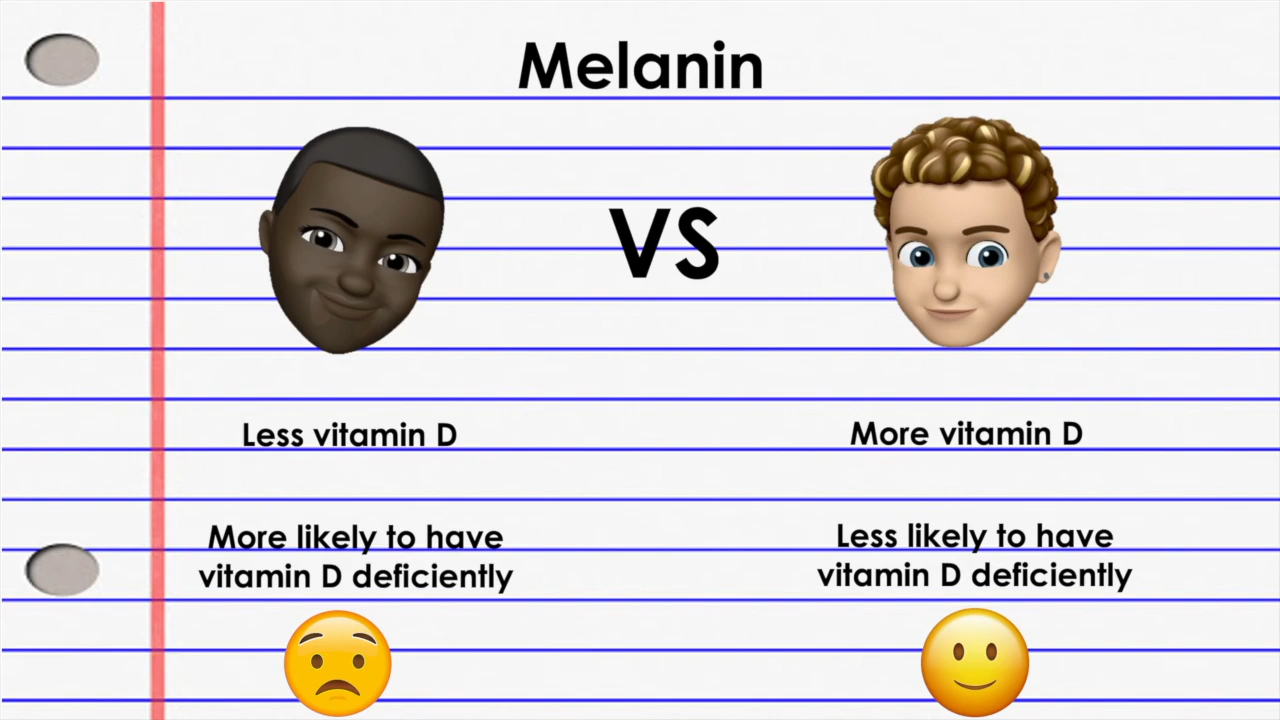 Melanin
VS
Less vitamin D
More vitamin D
More likely to have
vitamin D deficiently
Less likely to have
vitamin D deficiently